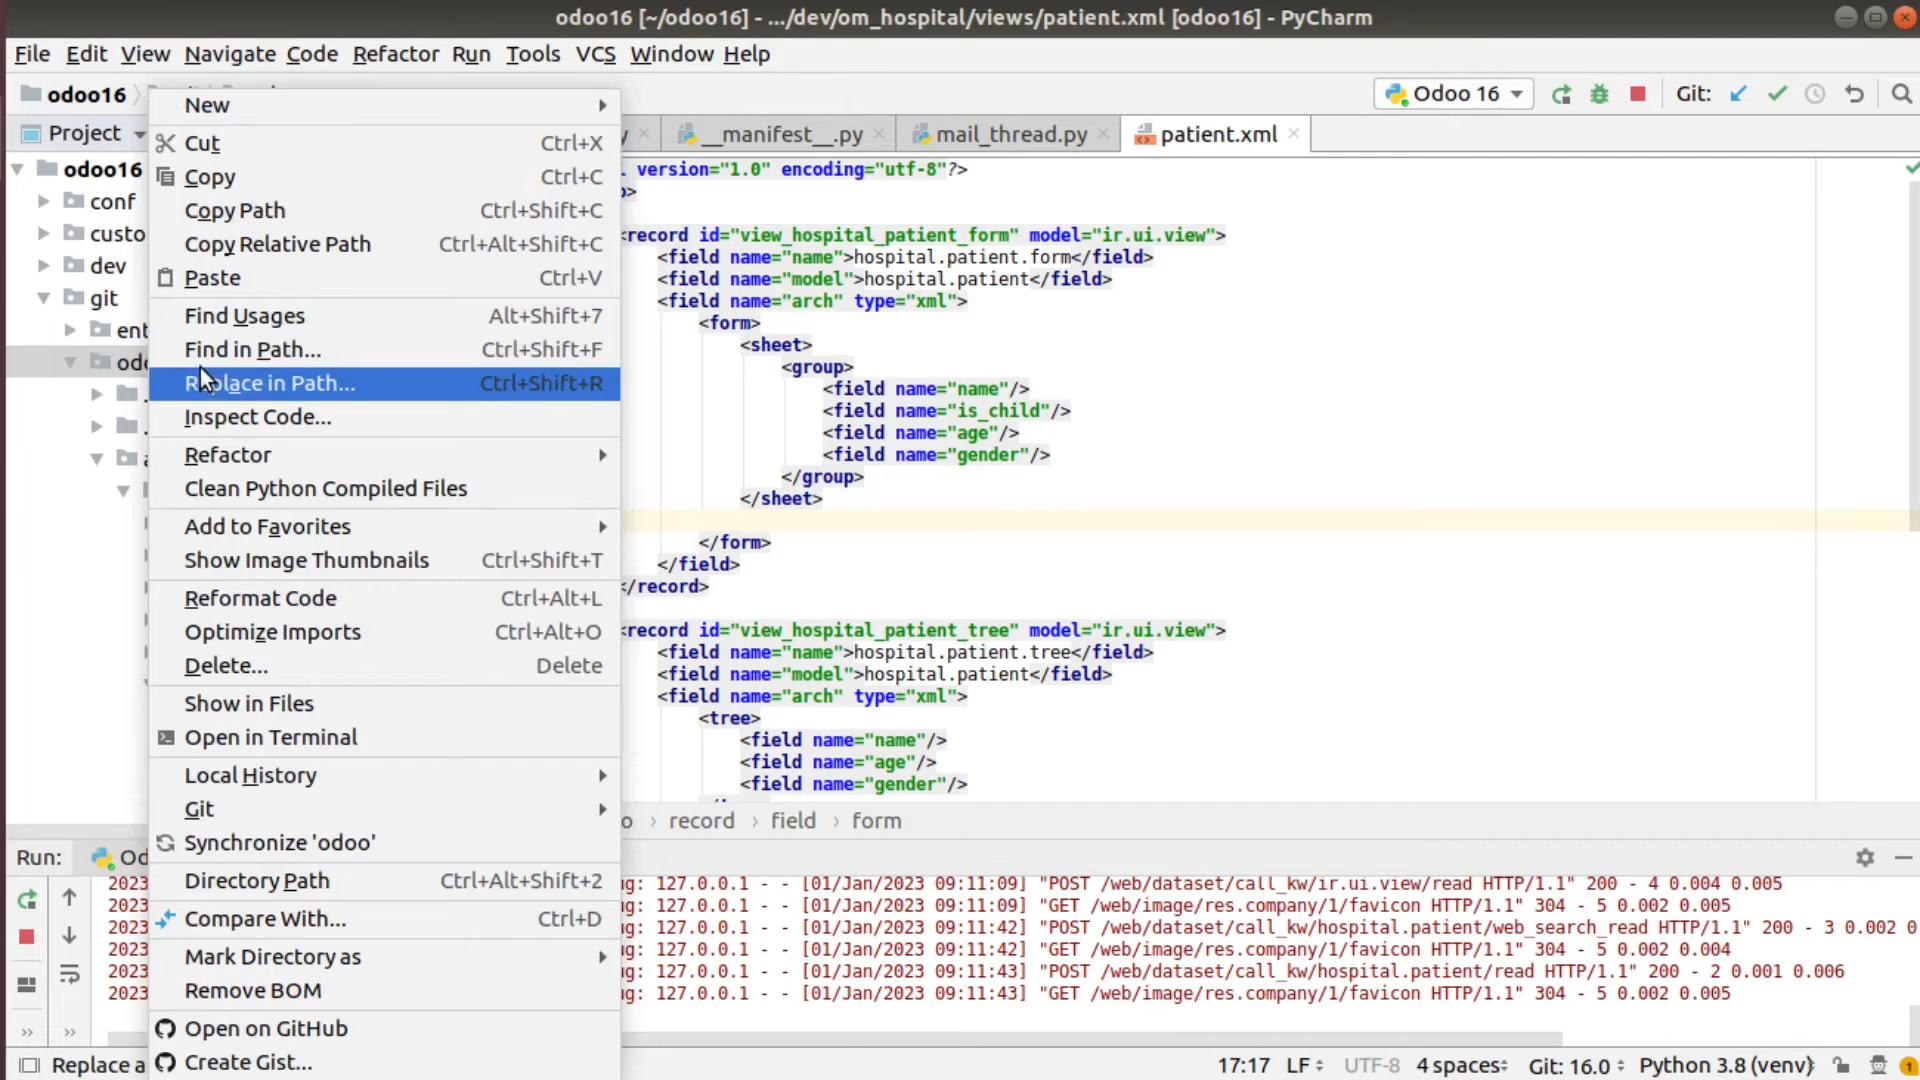 odoo16 [~/odoo16] - .../dev/om_hospital/views/patient.xml [odoo16] - PyCharm
File Edit View Navigate Code Refactor Run Tools VCS Window Help
odoo16
Odoo 16
Git:
Project
__manifest__.py
mail_thread.py
patient.xml
odoo16
conf
custo
dev
git
ent
odo
New
Cut Ctrl+X
Copy Ctrl+C
Copy Path Ctrl+Shift+C
Copy Relative Path Ctrl+Alt+Shift+C
Paste Ctrl+V
Find Usages Alt+Shift+7
Find in Path... Ctrl+Shift+F
Replace in Path... Ctrl+Shift+R
Inspect Code...
Refactor
Clean Python Compiled Files
Add to Favorites
Show Image Thumbnails Ctrl+Shift+T
Reformat Code Ctrl+Alt+L
Optimize Imports Ctrl+Alt+O
Delete... Delete
Show in Files
Open in Terminal
Local History
Git
Synchronize 'odoo'
Directory Path Ctrl+Alt+Shift+2
Compare With... Ctrl+D
Mark Directory as
Remove BOM
Open on GitHub
Create Gist...
version="1.0" encoding="utf-8"?>
o>
<record id="view_hospital_patient_form" model="ir.ui.view">
<field name="name">hospital.patient.form</field>
<field name="model">hospital.patient</field>
<field name="arch" type="xml">
<form>
<sheet>
<group>
<field name="name"/>
<field name="is_child"/>
<field name="age"/>
<field name="gender"/>
</group>
</sheet>
</form>
</field>
</record>
<record id="view_hospital_patient_tree" model="ir.ui.view">
<field name="name">hospital.patient.tree</field>
<field name="model">hospital.patient</field>
<field name="arch" type="xml">
<tree>
<field name="name"/>
<field name="age"/>
<field name="gender"/>
o › record › field › form
Run: Od
2023 ug: 127.0.0.1 - - [01/Jan/2023 09:11:09] "POST /web/dataset/call_kw/ir.ui.view/read HTTP/1.1" 200 - 4 0.004 0.005
2023 ug: 127.0.0.1 - - [01/Jan/2023 09:11:09] "GET /web/image/res.company/1/favicon HTTP/1.1" 304 - 5 0.002 0.005
2023 ug: 127.0.0.1 - - [01/Jan/2023 09:11:42] "POST /web/dataset/call_kw/hospital.patient/web_search_read HTTP/1.1" 200 - 3 0.002 0
2023 ug: 127.0.0.1 - - [01/Jan/2023 09:11:42] "GET /web/image/res.company/1/favicon HTTP/1.1" 304 - 5 0.002 0.004
2023 ug: 127.0.0.1 - - [01/Jan/2023 09:11:43] "POST /web/dataset/call_kw/hospital.patient/read HTTP/1.1" 200 - 2 0.001 0.006
2023 ug: 127.0.0.1 - - [01/Jan/2023 09:11:43] "GET /web/image/res.company/1/favicon HTTP/1.1" 304 - 5 0.002 0.005
Replace a 17:17 LF UTF-8 4 spaces Git: 16.0 Python 3.8 (venv) 1